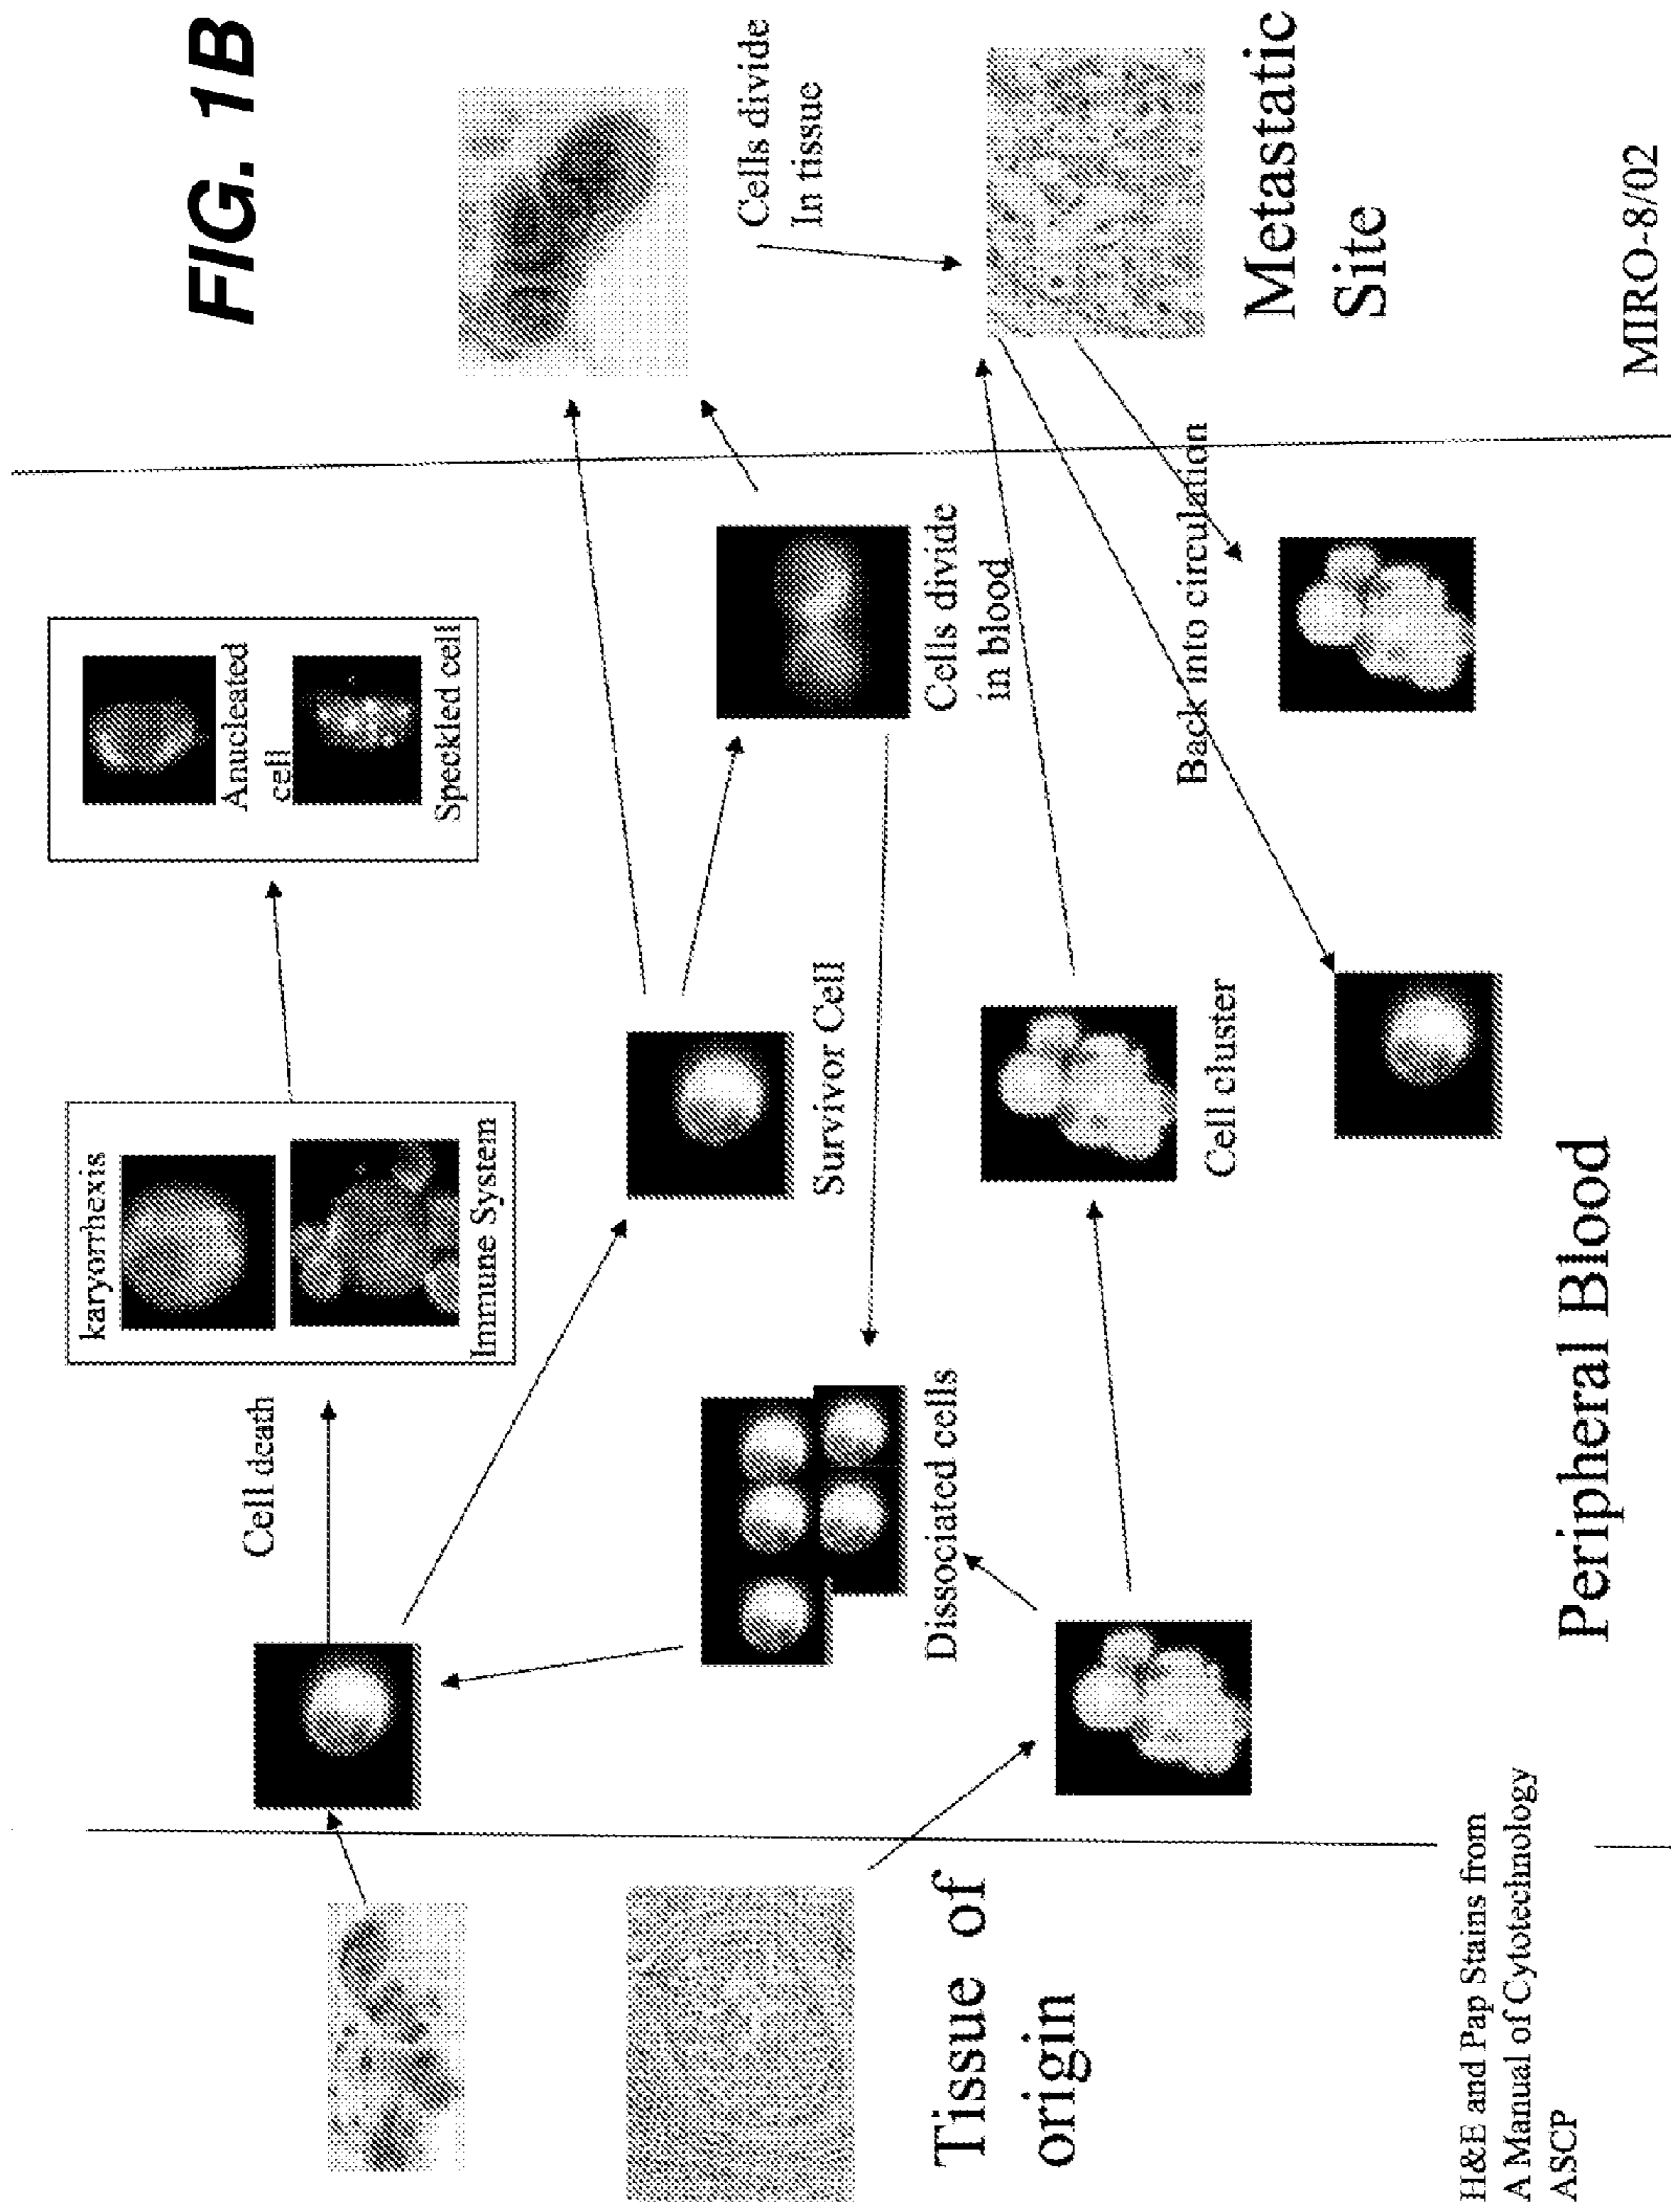 FIG. 1B
karyorrhexis
Immune System
Cell death
Anucleated
cell
Speckled cell
Survivor Cell
Cells divide
in blood
Cells divide
In tissue
Dissociated cells
Cell cluster
Back into circulation
Tissue of
origin
Peripheral Blood
Metastatic
Site
H&E and Pap Stains from
A Manual of Cytotechnology
ASCP
MIRO-8/02